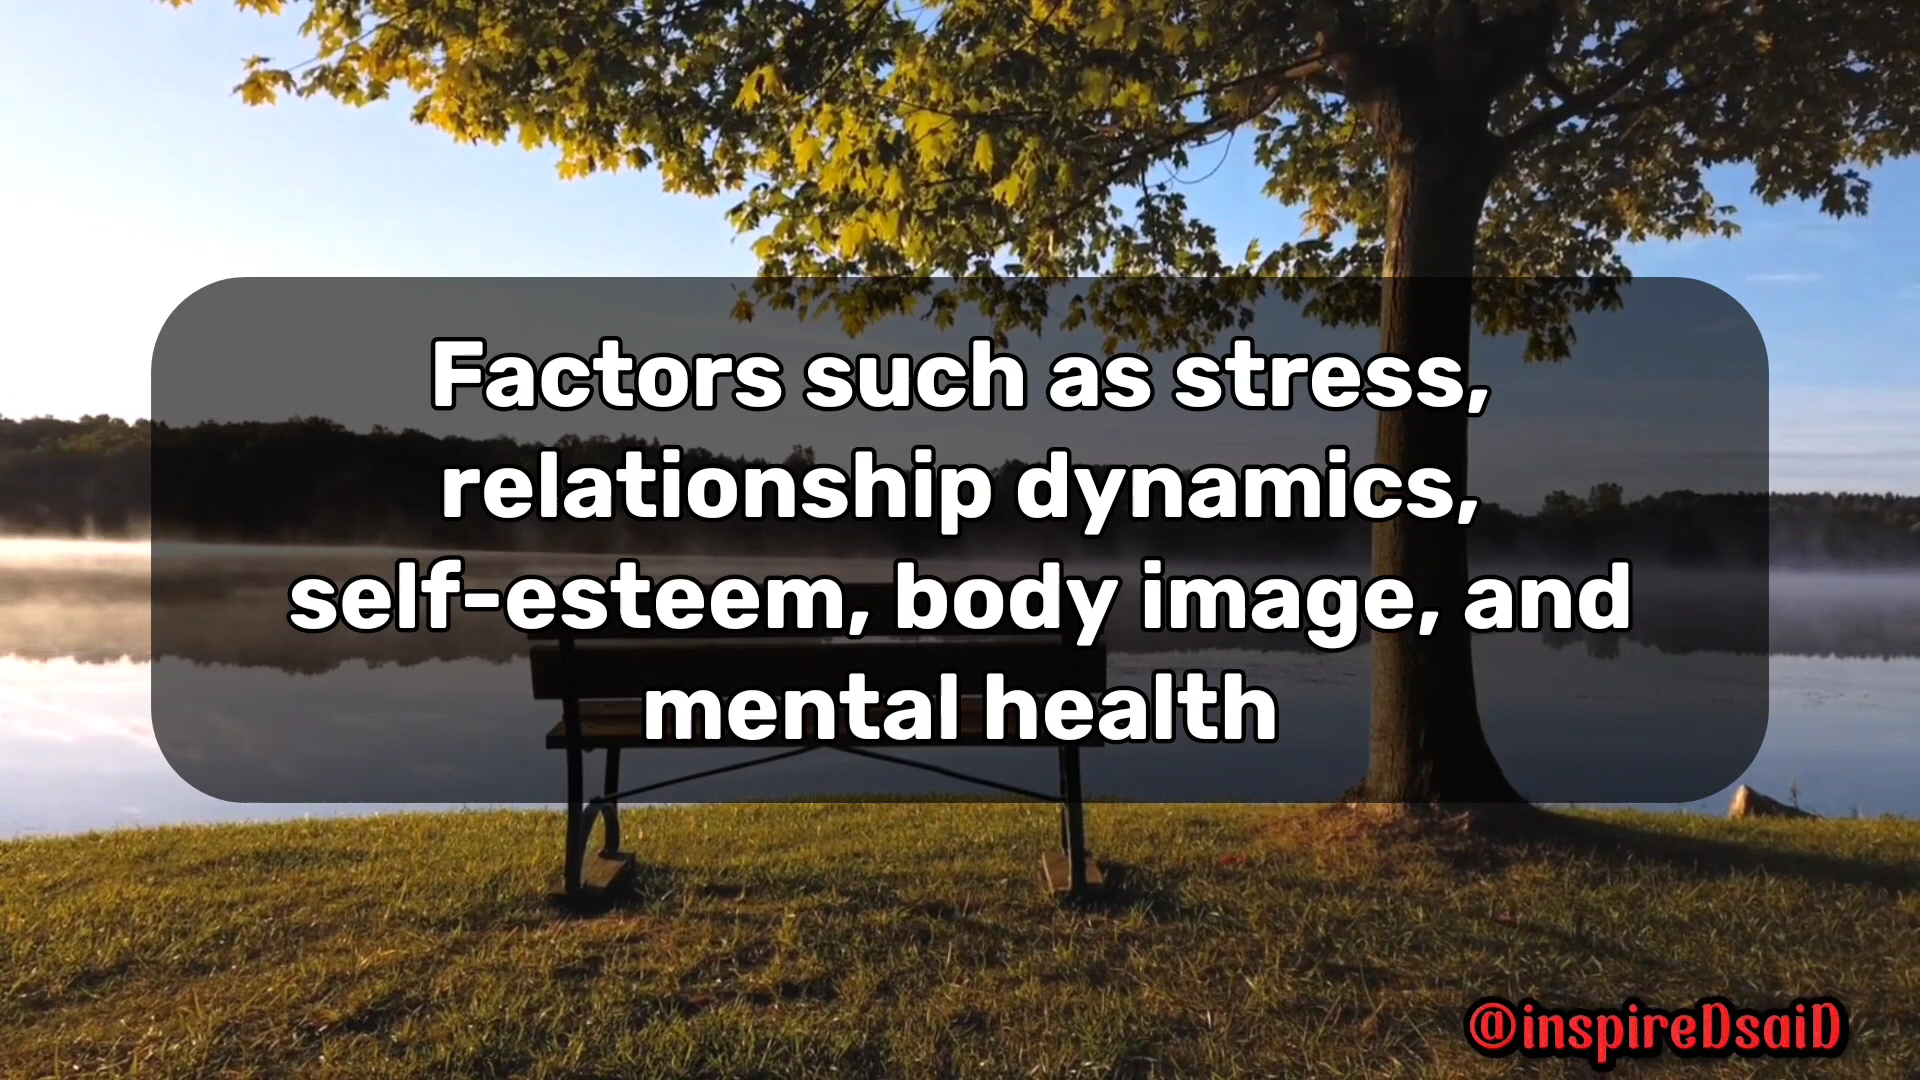 Factors such as stress,
relationship dynamics,
self-esteem, body image, and
mental health
@inspireDsaiD